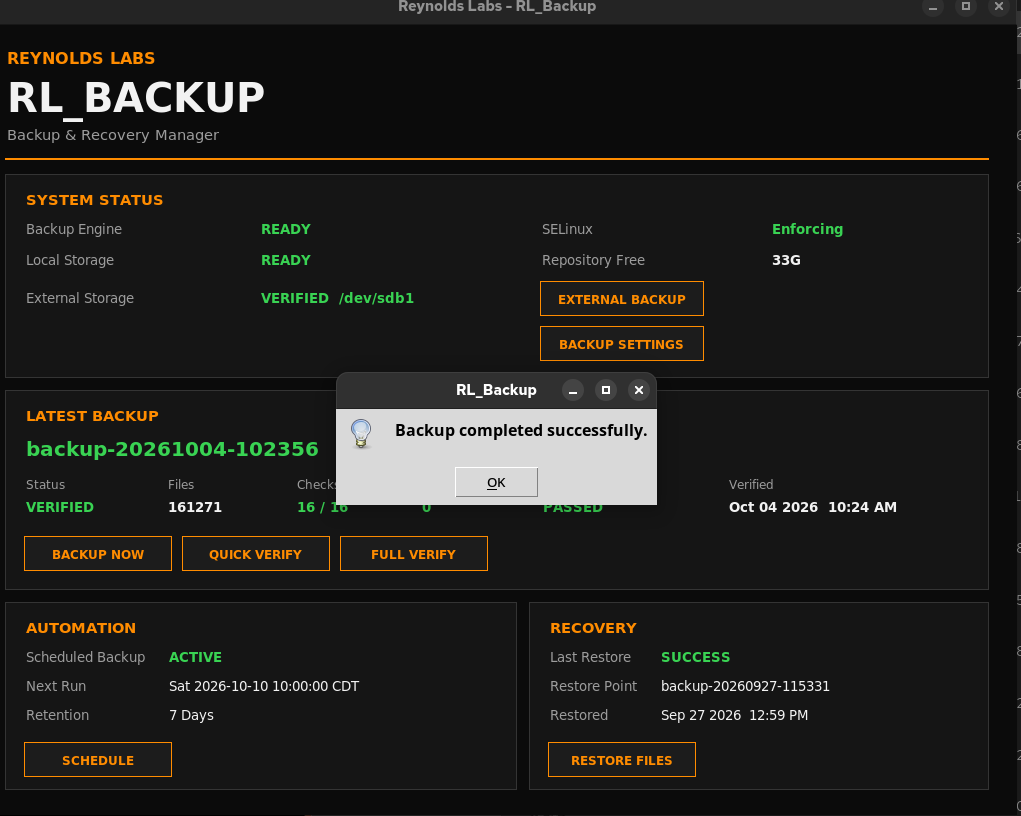 Reynolds Labs - RL_Backup
REYNOLDS LABS
RL_BACKUP
Backup & Recovery Manager
SYSTEM STATUS
Backup Engine READY SELinux Enforcing
Local Storage READY Repository Free 33G
External Storage VERIFIED /dev/sdb1 EXTERNAL BACKUP
BACKUP SETTINGS
RL_Backup
Backup completed successfully.
OK
LATEST BACKUP
backup-20261004-102356
Status Files Checks Verified
VERIFIED 161271 16 / 16 0 PASSED Oct 04 2026 10:24 AM
BACKUP NOW QUICK VERIFY FULL VERIFY
AUTOMATION
Scheduled Backup ACTIVE
Next Run Sat 2026-10-10 10:00:00 CDT
Retention 7 Days
SCHEDULE
RECOVERY
Last Restore SUCCESS
Restore Point backup-20260927-115331
Restored Sep 27 2026 12:59 PM
RESTORE FILES